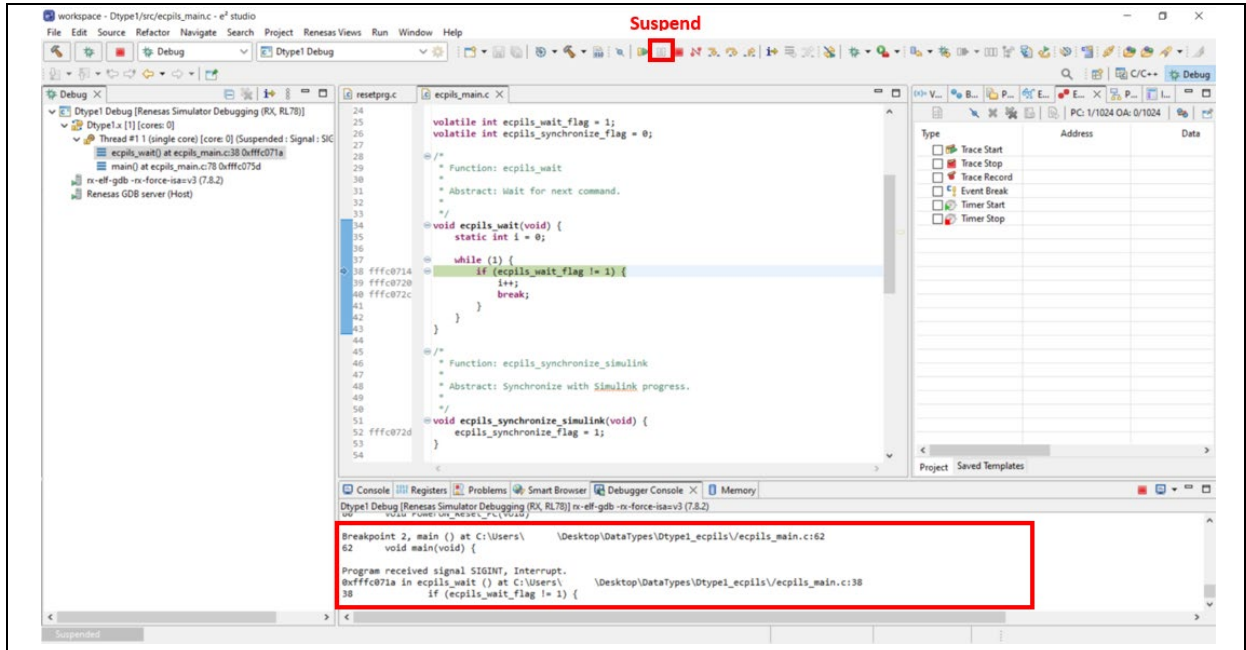 workspace - Dtype1/src/ecpils_main.c - e² studio
Suspend
File Edit Source Refactor Navigate Search Project Renesas Views Run Window Help
Debug
Dtype1 Debug
C/C++
Debug
Debug
Dtype1 Debug [Renesas Simulator Debugging (RX, RL78)]
Dtype1.x [1] [cores: 0]
Thread #1 1 (single core) [core: 0] (Suspended : Signal : SIG
ecpils_wait() at ecpils_main.c:38 0xfffc071a
main() at ecpils_main.c:78 0xfffc075d
rx-elf-gdb -rx-force-isa=v3 (7.8.2)
Renesas GDB server (Host)
resetprg.c ecpils_main.c
24
25 volatile int ecpils_wait_flag = 1;
26 volatile int ecpils_synchronize_flag = 0;
27
28 /*
29 * Function: ecpils_wait
30 *
31 * Abstract: Wait for next command.
32 *
33 */
34 void ecpils_wait(void) {
35 static int i = 0;
36
37 while (1) {
38 fffc0714 if (ecpils_wait_flag != 1) {
39 fffc0720 i++;
40 fffc072c break;
41 }
42 }
43 }
44
45 /*
46 * Function: ecpils_synchronize_simulink
47 *
48 * Abstract: Synchronize with Simulink progress.
49 *
50 */
51 void ecpils_synchronize_simulink(void) {
52 fffc072d ecpils_synchronize_flag = 1;
53 }
54
(x)= V... B... P... E... E... P... I...
PC: 1/1024 OA: 0/1024
Type Address Data
Trace Start
Trace Stop
Trace Record
Event Break
Timer Start
Timer Stop
Project Saved Templates
Console Registers Problems Smart Browser Debugger Console Memory
Dtype1 Debug [Renesas Simulator Debugging (RX, RL78)] rx-elf-gdb -rx-force-isa=v3 (7.8.2)
void PowerON_Reset_PC(void)
Breakpoint 2, main () at C:\Users\ \Desktop\DataTypes\Dtype1_ecpils\/ecpils_main.c:62
62 void main(void) {
Program received signal SIGINT, Interrupt.
0xfffc071a in ecpils_wait () at C:\Users\ \Desktop\DataTypes\Dtype1_ecpils\/ecpils_main.c:38
38 if (ecpils_wait_flag != 1) {
Suspended